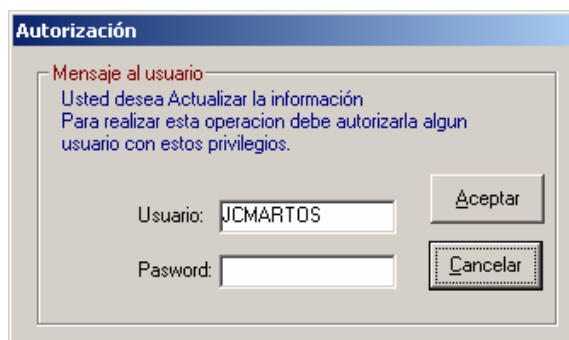 Autorización
Mensaje al usuario
Usted desea Actualizar la información
Para realizar esta operacion debe autorizarla algun
usuario con estos privilegios.
Usuario: JCMARTOS
Aceptar
Pasword:
Cancelar